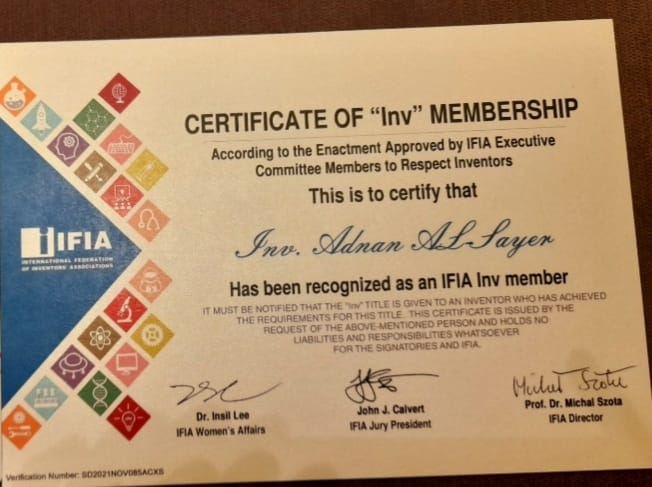 CERTIFICATE OF “Inv” MEMBERSHIP
According to the Enactment Approved by IFIA Executive
Committee Members to Respect Inventors
This is to certify that
IFIA
INTERNATIONAL FEDERATION
OF INVENTORS' ASSOCIATIONS
Inv. Adnan AL-Sayer
Has been recognized as an IFIA Inv member
IT MUST BE NOTIFIED THAT THE "Inv" TITLE IS GIVEN TO AN INVENTOR WHO HAS ACHIEVED
THE REQUIREMENTS FOR THIS TITLE. THIS CERTIFICATE IS ISSUED BY THE
REQUEST OF THE ABOVE-MENTIONED PERSON AND HOLDS NO
LIABILITIES AND RESPONSIBILITIES WHATSOEVER
FOR THE SIGNATORIES AND IFIA.
Michal Szota
Dr. Insil Lee
IFIA Women's Affairs
John J. Calvert
IFIA Jury President
Prof. Dr. Michal Szota
IFIA Director
Verification Number: SD2021NOV085ACXS